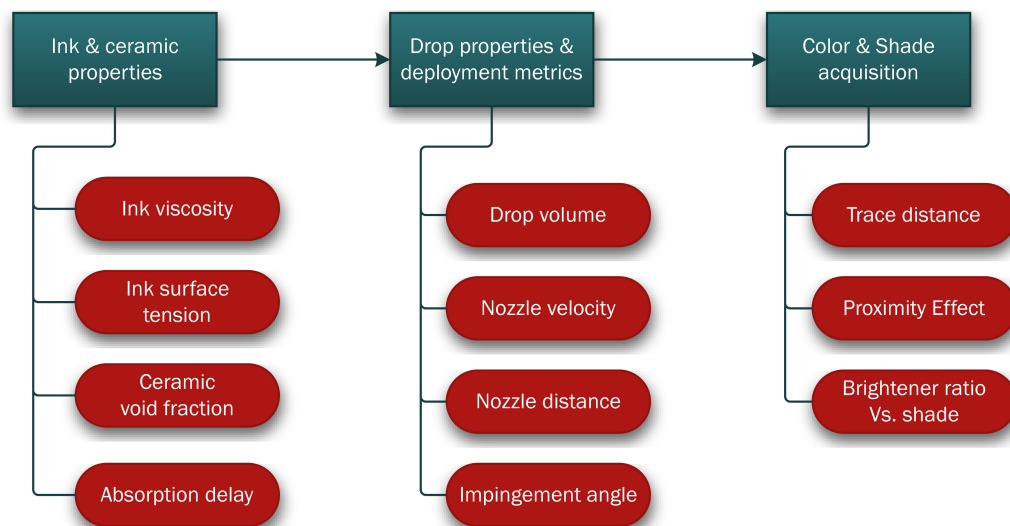 Ink & ceramic
properties
Drop properties &
deployment metrics
Color & Shade
acquisition
Ink viscosity
Ink surface
tension
Ceramic
void fraction
Absorption delay
Drop volume
Nozzle velocity
Nozzle distance
Impingement angle
Trace distance
Proximity Effect
Brightener ratio
Vs. shade